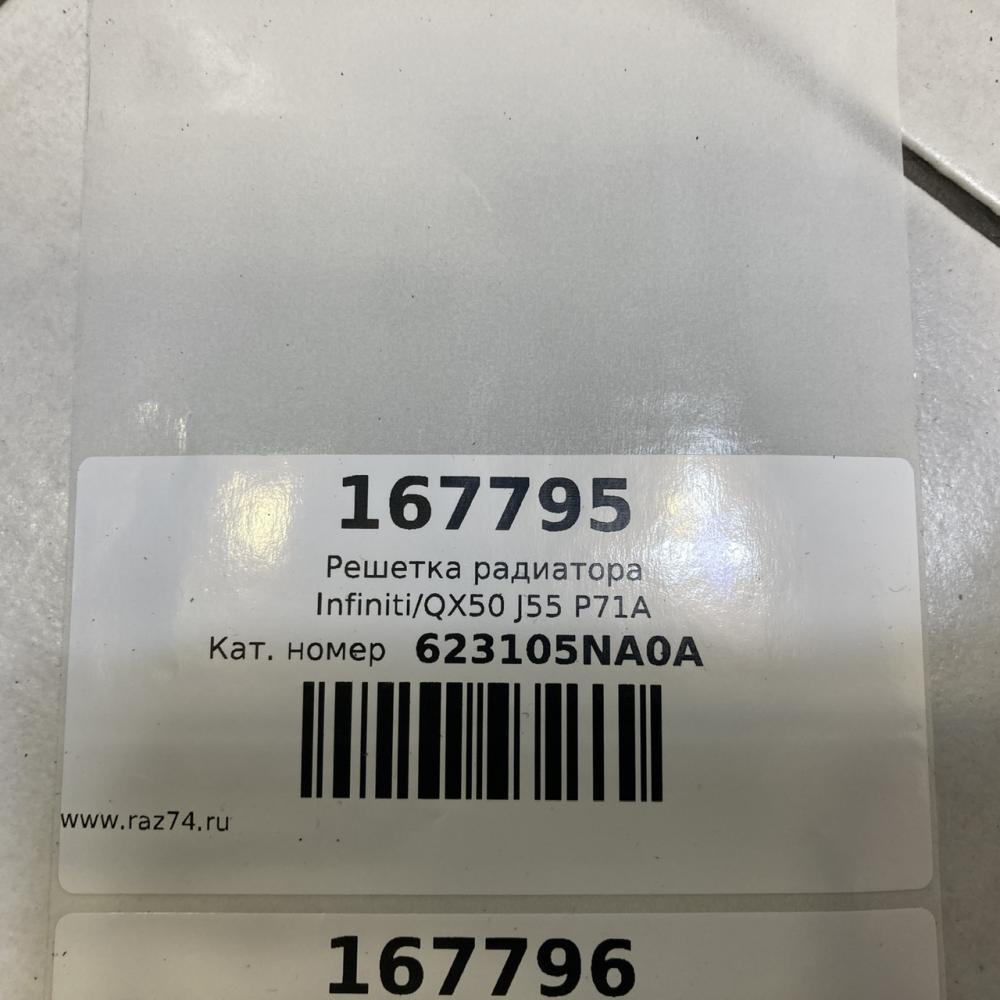 167795
Решетка радиатора
Infiniti/QX50 J55 P71A
Кат. номер 623105NA0A
www.raz74.ru
167796